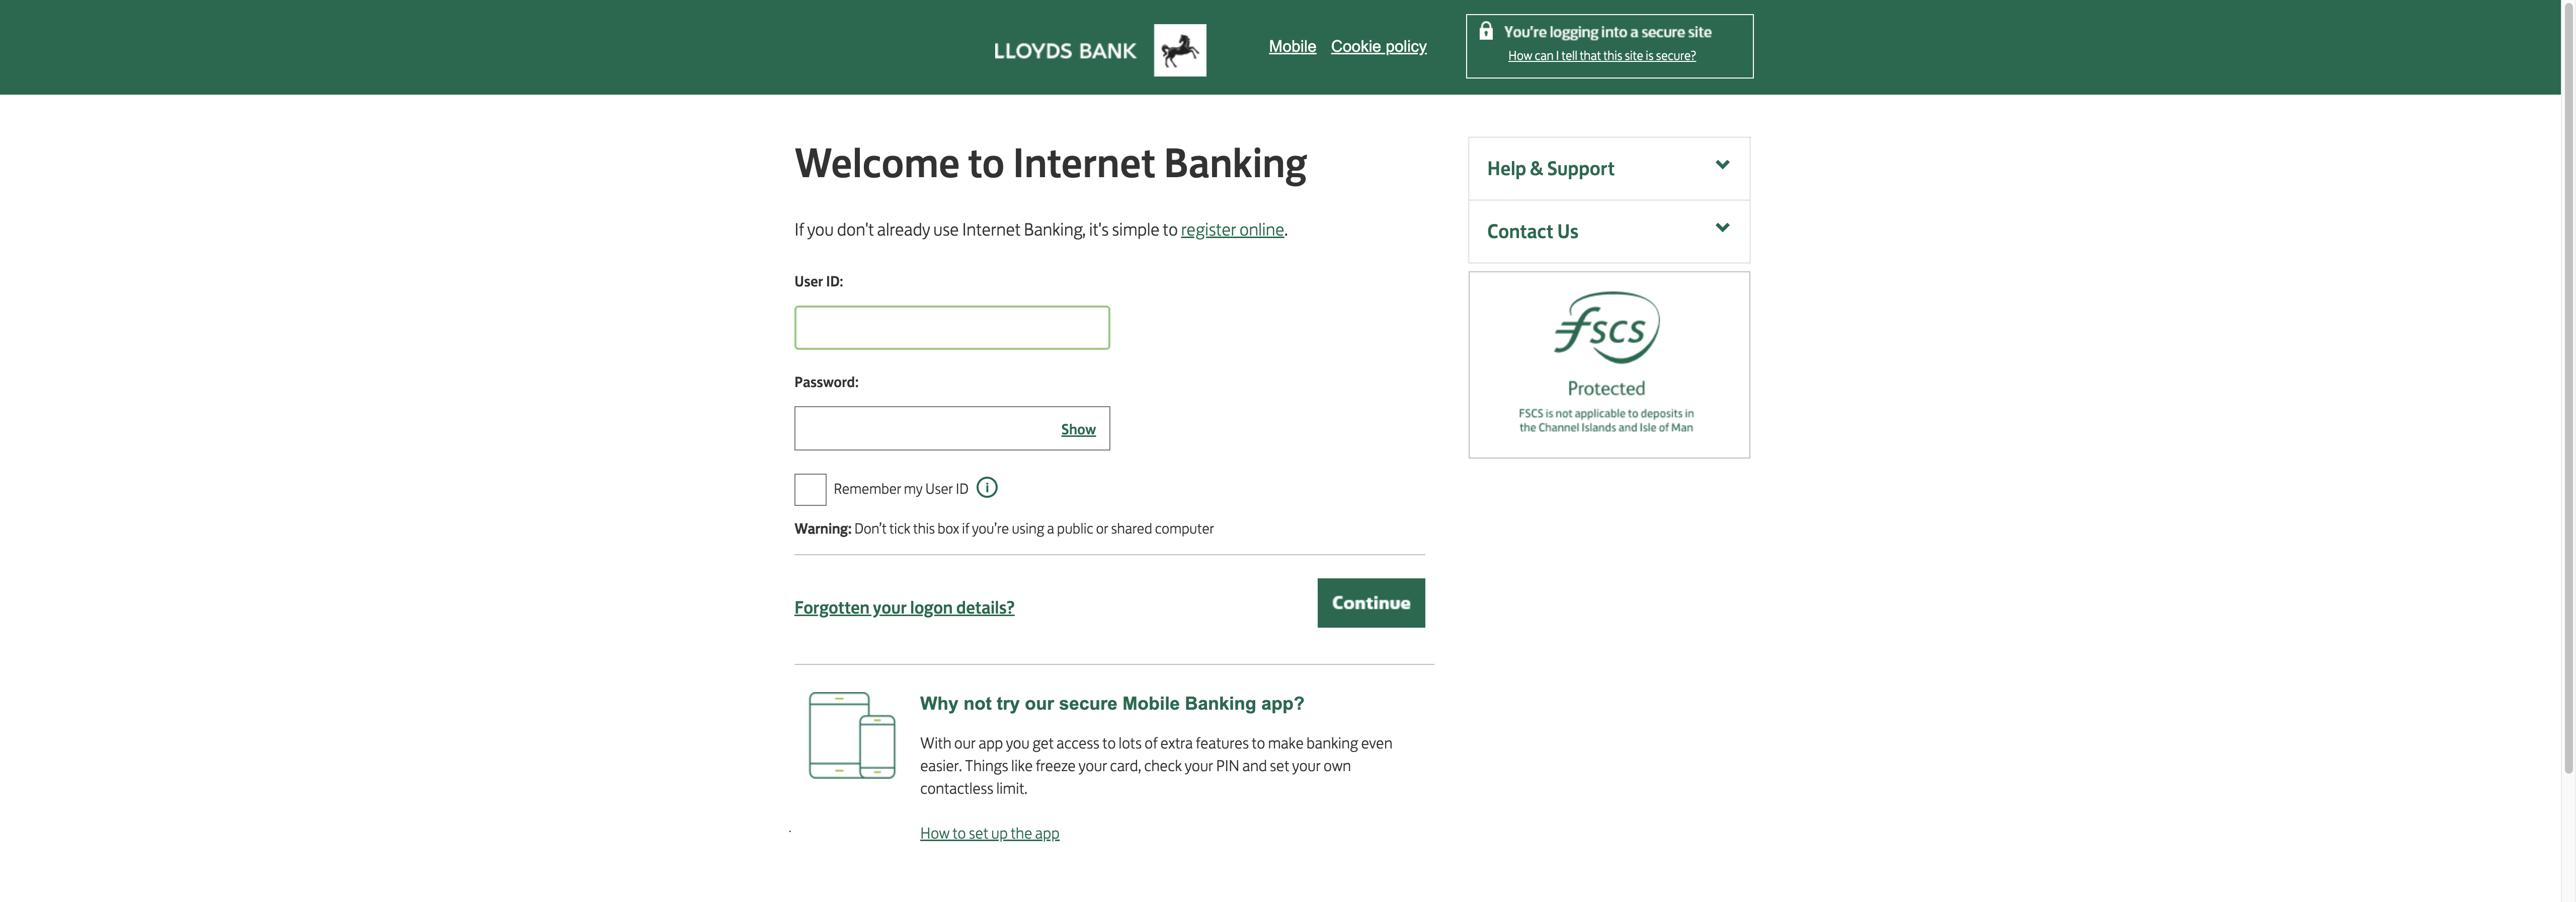 LLOYDS BANK
Mobile
Cookie policy
You're logging into a secure site
How can I tell that this site is secure?
Welcome to Internet Banking
If you don't already use Internet Banking, it's simple to register online.
User ID:
Password:
Show
Remember my User ID
i
Warning: Don't tick this box if you're using a public or shared computer
Forgotten your logon details?
Continue
Why not try our secure Mobile Banking app?
With our app you get access to lots of extra features to make banking even
easier. Things like freeze your card, check your PIN and set your own
contactless limit.
How to set up the app
Help & Support
Contact Us
fscs
Protected
FSCS is not applicable to deposits in
the Channel Islands and Isle of Man